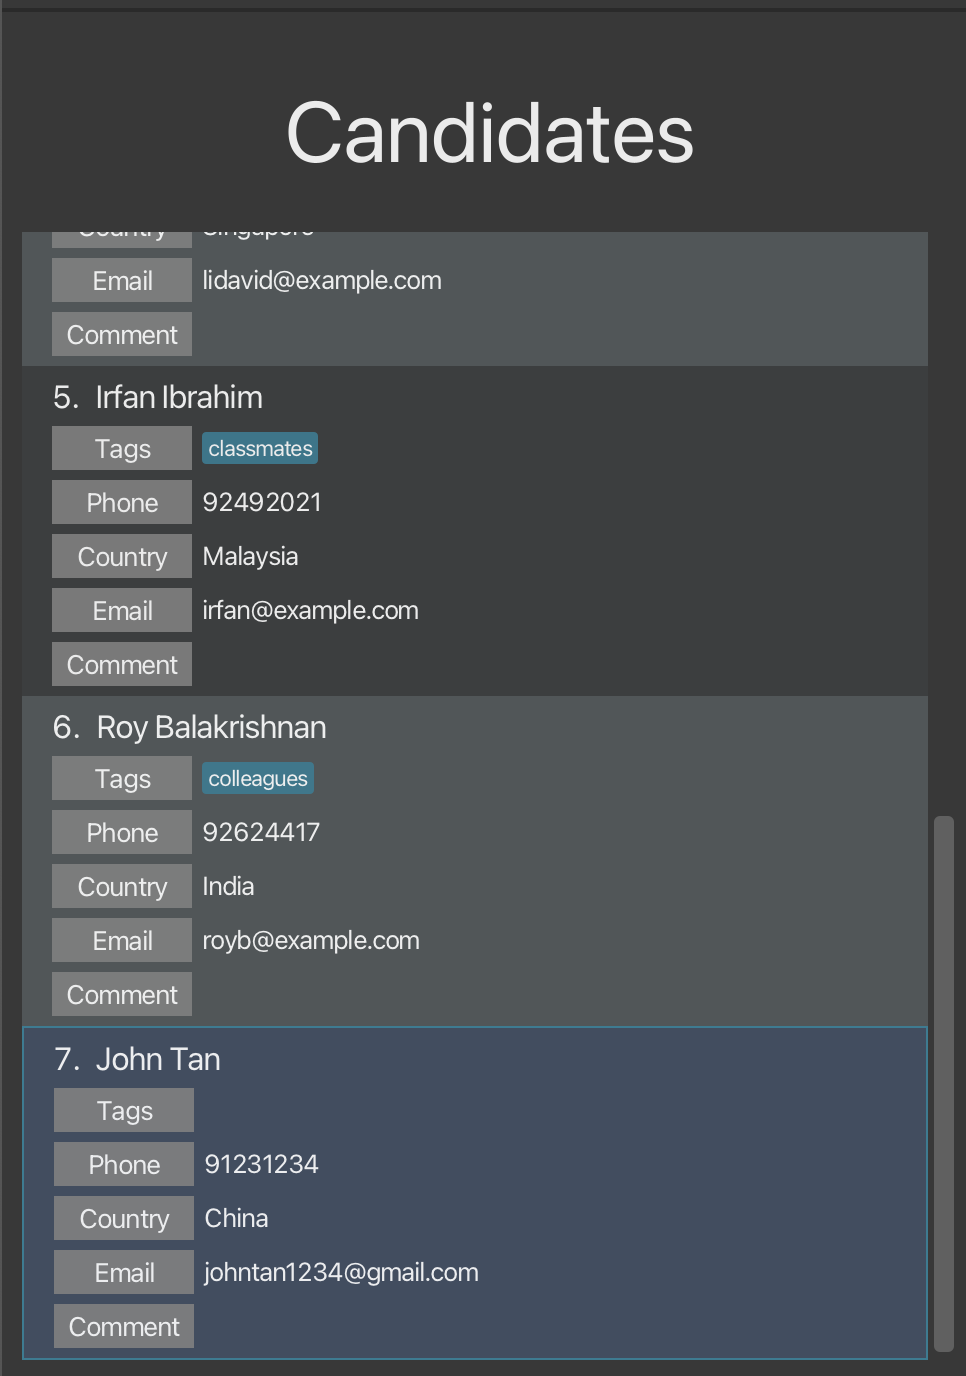 Candidates
Country Singapore
Email lidavid@example.com
Comment
5. Irfan Ibrahim
Tags classmates
Phone 92492021
Country Malaysia
Email irfan@example.com
Comment
6. Roy Balakrishnan
Tags colleagues
Phone 92624417
Country India
Email royb@example.com
Comment
7. John Tan
Tags
Phone 91231234
Country China
Email johntan1234@gmail.com
Comment